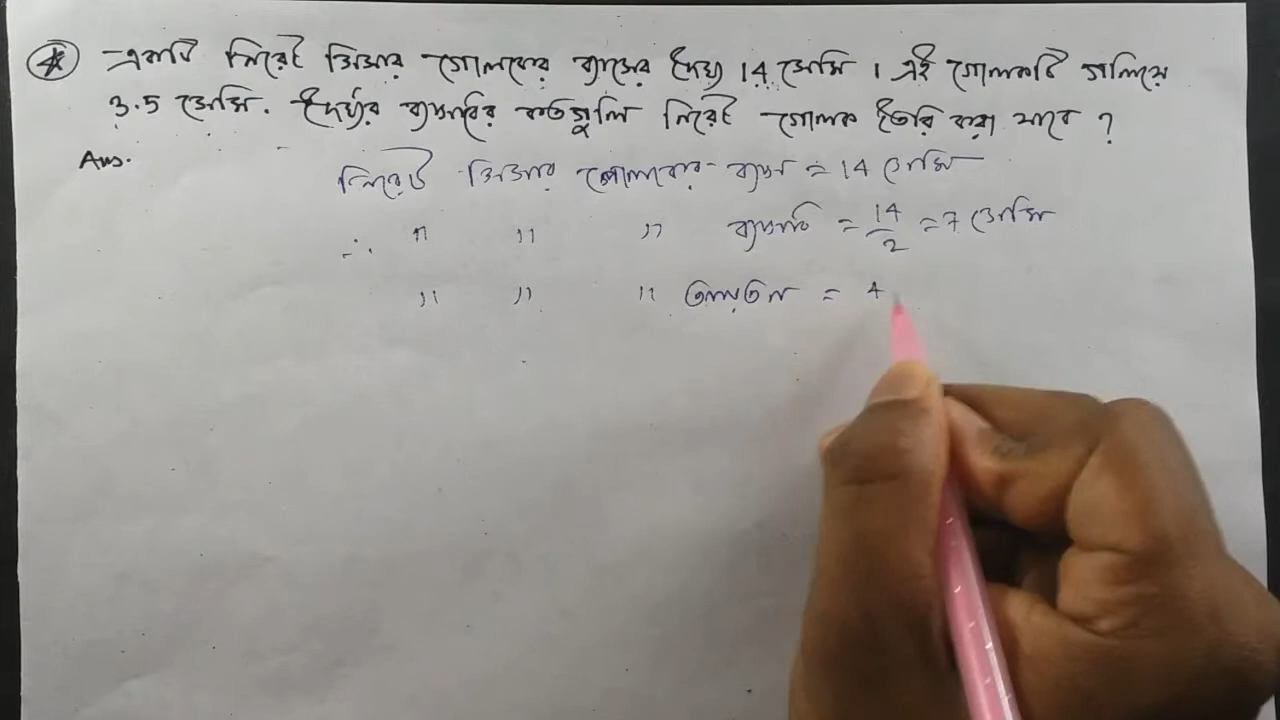 একটি নিরেট সিসার গোলকের ব্যাসের দৈর্ঘ্য 14 সেমি । এই গোলকটি গলিয়ে
3.5 সেমি. দৈর্ঘ্যের ব্যাসার্ধের কতগুলি নিরেট গোলক তৈরি করা যাবে ?
Ans.
নিরেট সিসার গোলকের ব্যাস = 14 সেমি
∴ " " " ব্যাসার্ধ = 14/2 = 7 সেমি
" " " আয়তন = 4